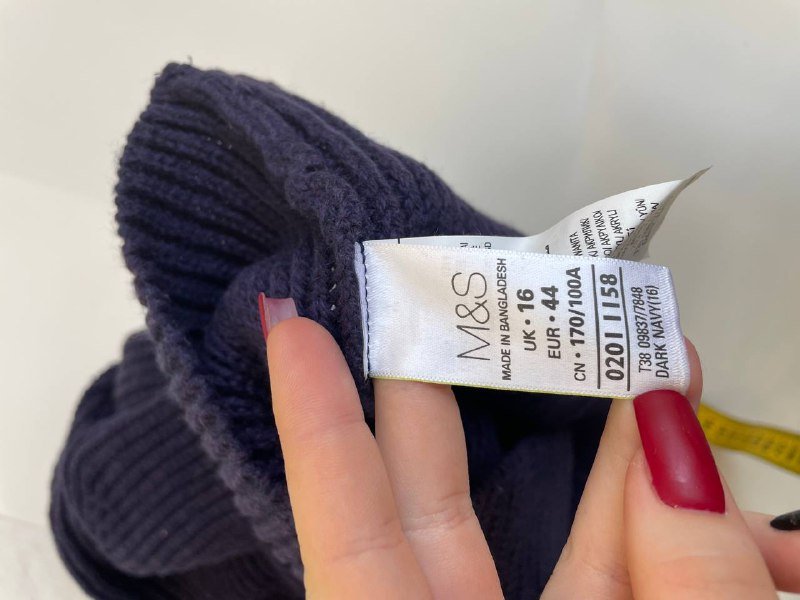 M&S
MADE IN BANGLADESH
UK • 16
EUR • 44
CN • 170/100A
0201 1158
T38 09837/7848
DARK NAVY(16)